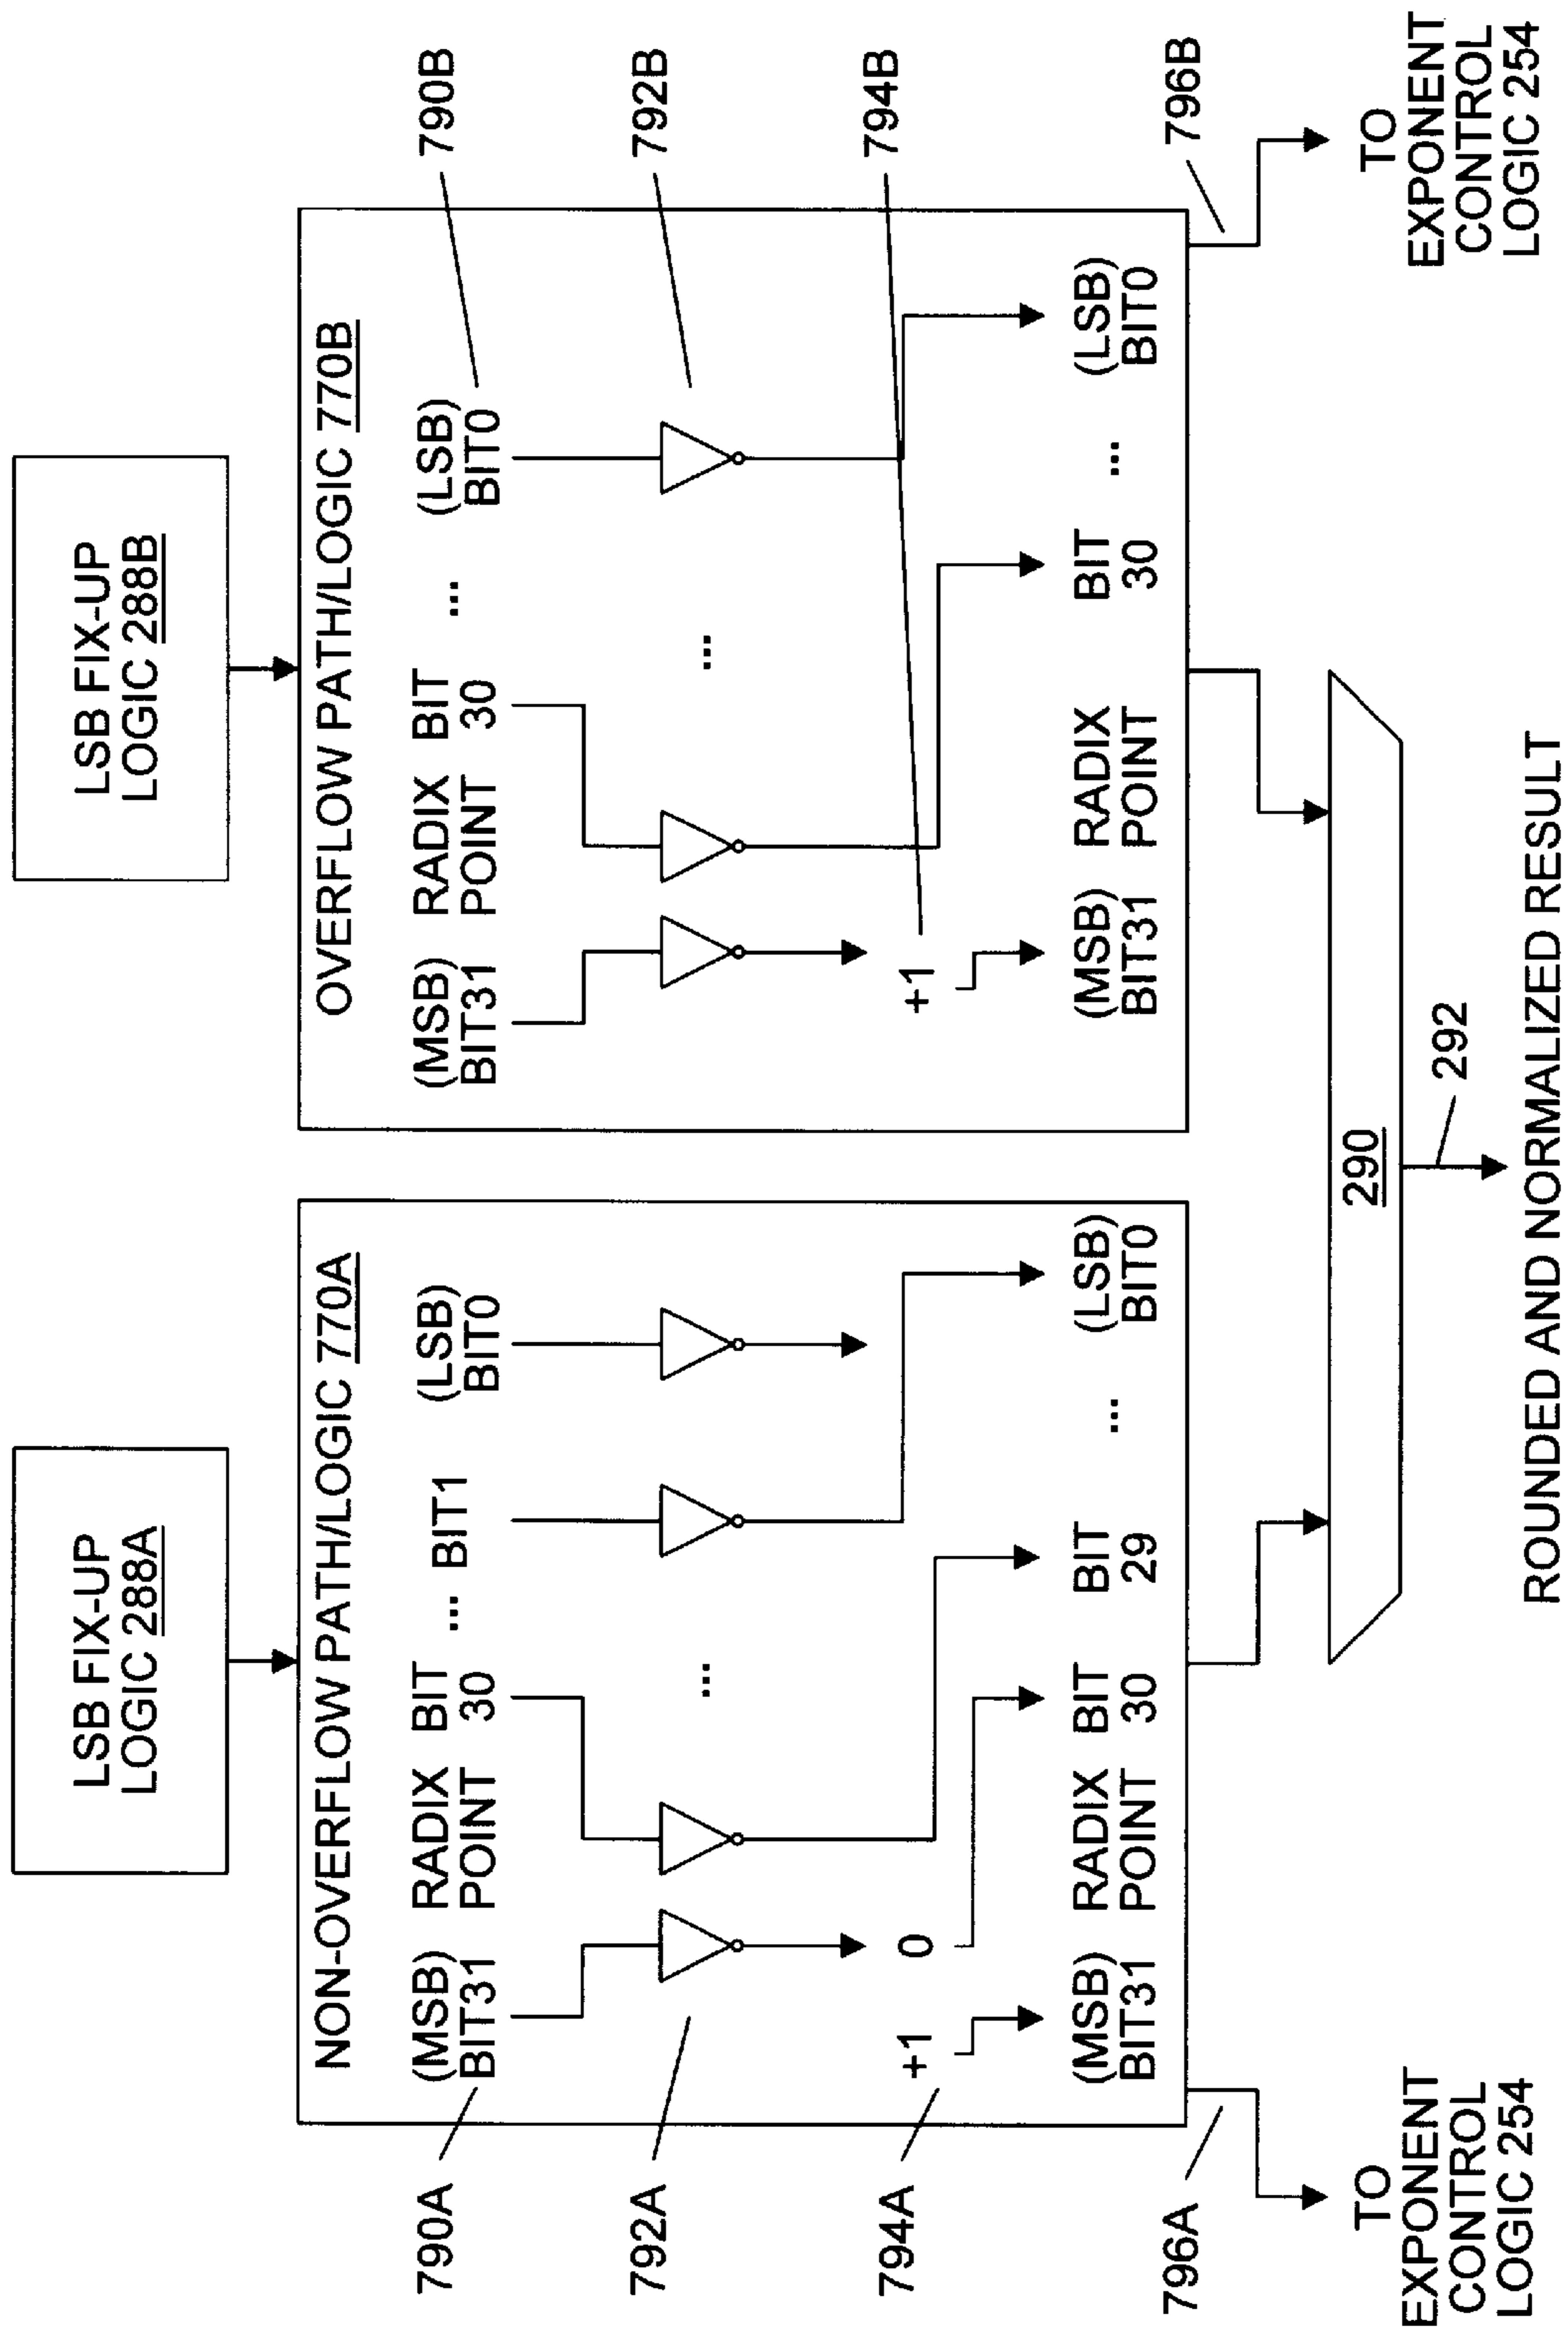 LSB FIX-UP
LOGIC 288A
NON-OVERFLOW PATH/LOGIC 770A
790A
(MSB) RADIX BIT ... BIT1 (LSB)
BIT31 POINT 30 BIT0
792A
...
794A
+1 0
(MSB) RADIX BIT BIT ... (LSB)
BIT31 POINT 30 29 BIT0
796A
TO
EXPONENT
CONTROL
LOGIC 254
LSB FIX-UP
LOGIC 288B
OVERFLOW PATH/LOGIC 770B
790B
(MSB) RADIX BIT ... (LSB)
BIT31 POINT 30 BIT0
792B
...
794B
+1
(MSB) RADIX BIT ... (LSB)
BIT31 POINT 30 BIT0
796B
TO
EXPONENT
CONTROL
LOGIC 254
290
292
ROUNDED AND NORMALIZED RESULT